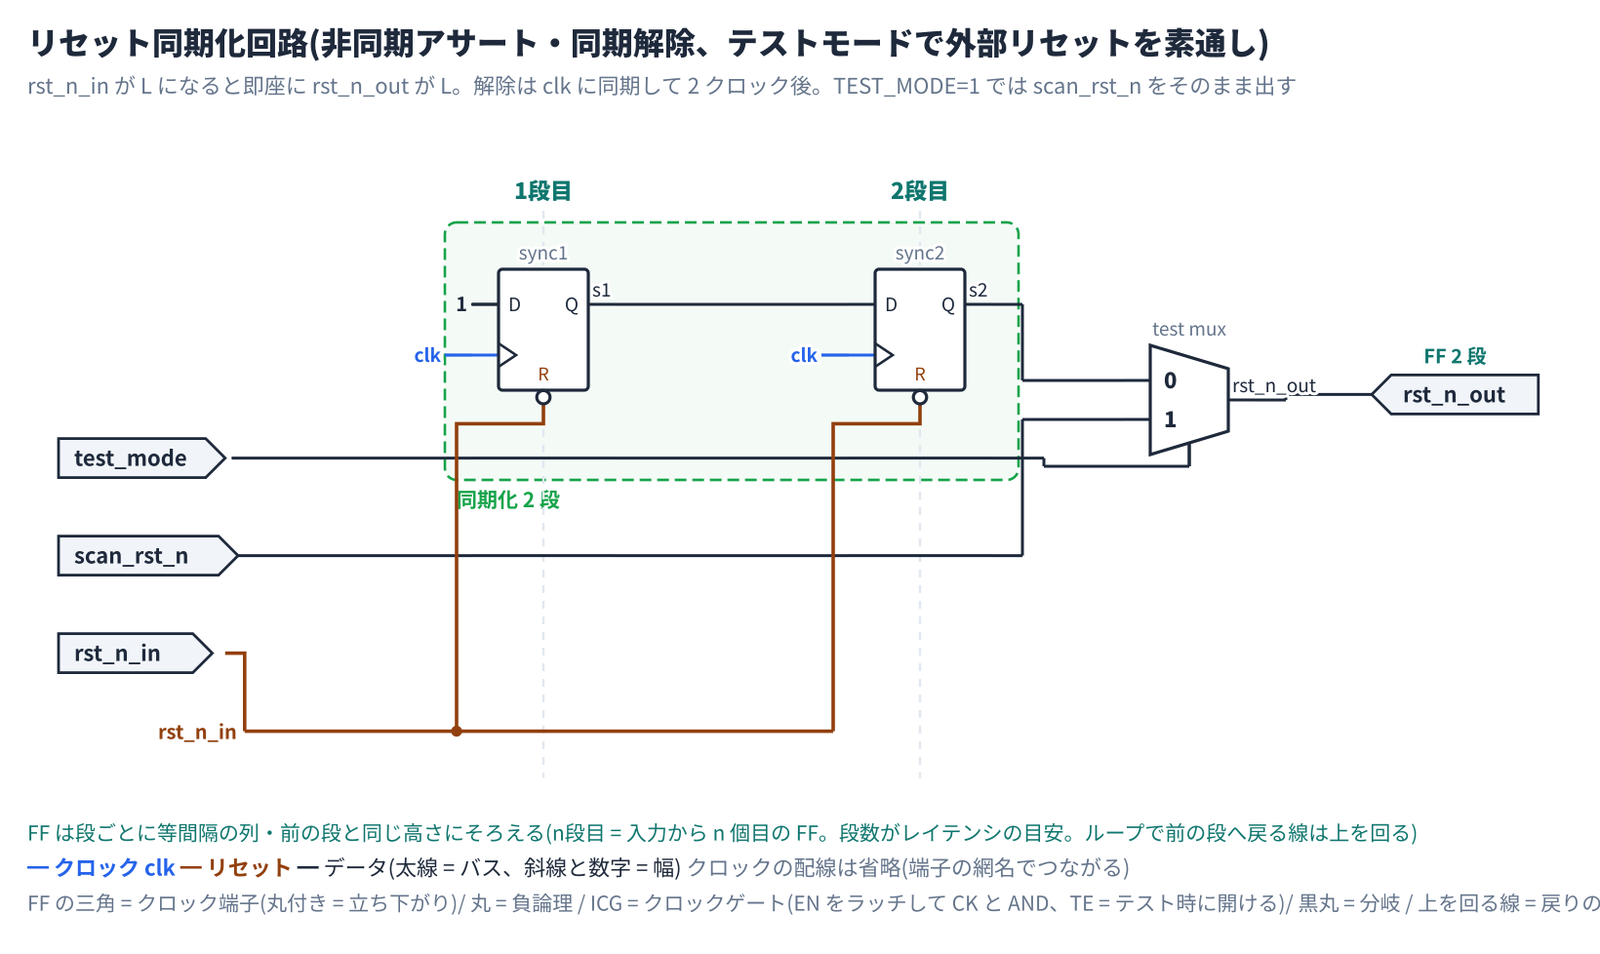 リセット同期化回路(非同期アサート・同期解除、テストモードで外部リセットを素通し)
rst_n_in が L になると即座に rst_n_out が L。解除は clk に同期して 2 クロック後。TEST_MODE=1 では scan_rst_n をそのまま出す
1段目
2段目
sync1
sync2
1
D
Q
s1
D
Q
s2
clk
R
clk
R
test mux
0
1
rst_n_out
FF 2 段
rst_n_out
test_mode
同期化 2 段
scan_rst_n
rst_n_in
rst_n_in
FF は段ごとに等間隔の列・前の段と同じ高さにそろえる(n段目 = 入力から n 個目の FF。段数がレイテンシの目安。ループで前の段へ戻る線は上を回る)
クロック clk リセット データ(太線 = バス、斜線と数字 = 幅) クロックの配線は省略(端子の網名でつながる)
FF の三角 = クロック端子(丸付き = 立ち下がり)/ 丸 = 負論理 / ICG = クロックゲート(EN をラッチして CK と AND、TE = テスト時に開ける)/ 黒丸 = 分岐 / 上を回る線 = 戻りの